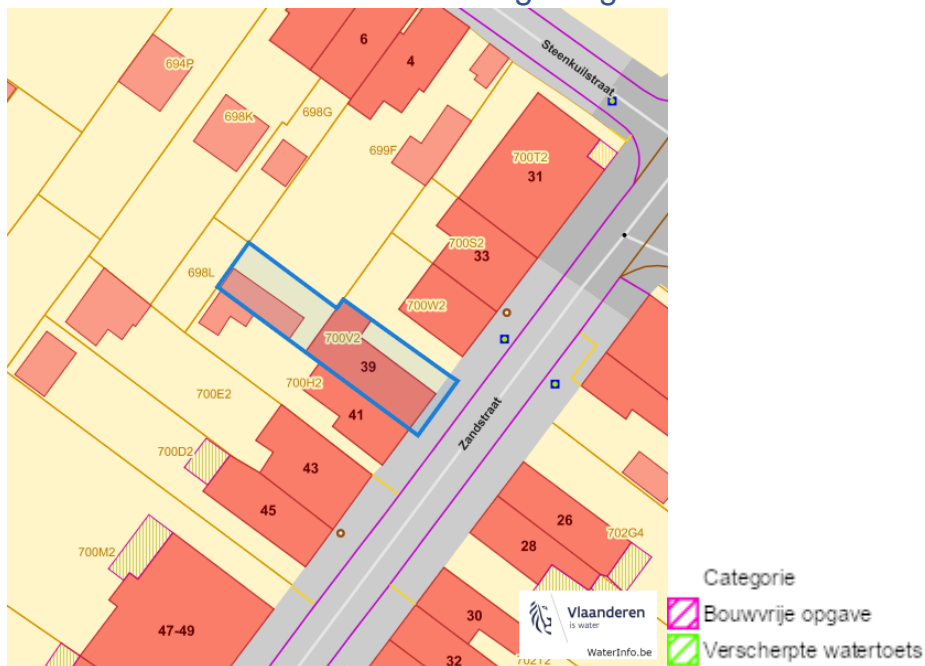 Steenkuilstraat
6
4
694P
698K
698G
699F
700T2
31
700S2
33
698L
700W2
700V2
39
700H2
41
700E2
Zandstraat
43
700D2
45
26
702G4
28
700M2
30
47-49
32
702T2
Vlaanderen
is water
WaterInfo.be
Categorie
Bouwvrije opgave
Verscherpte watertoets